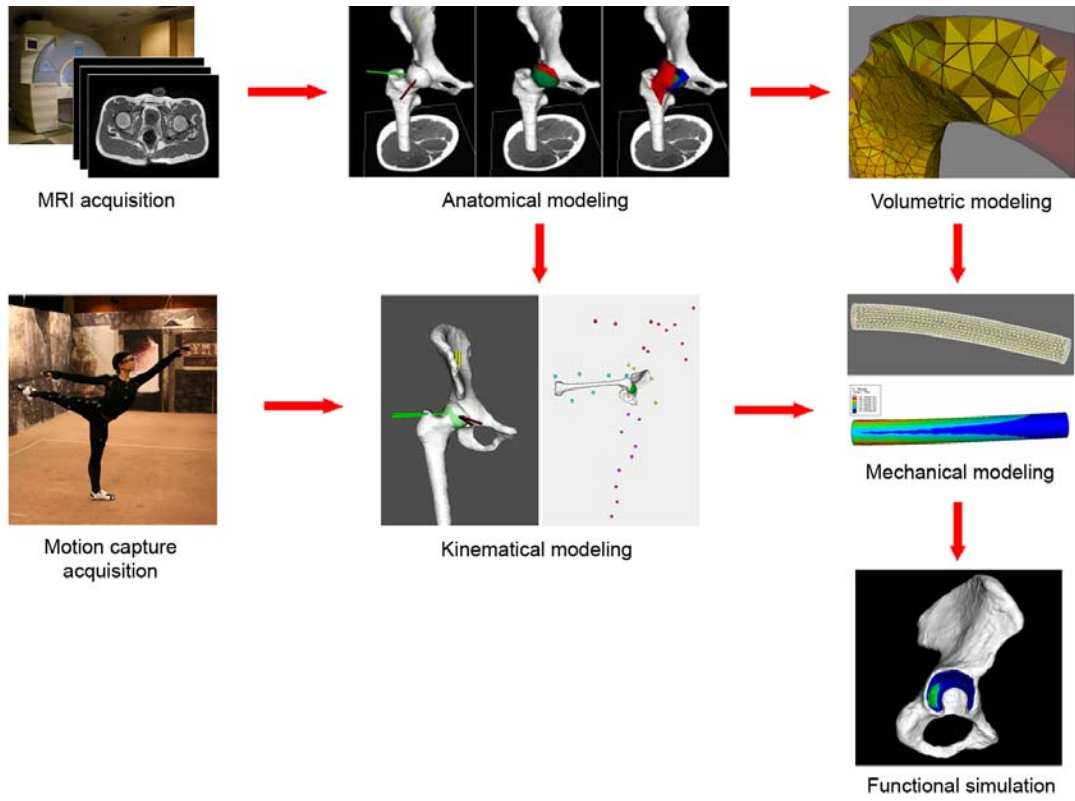 MRI acquisition
Anatomical modeling
Volumetric modeling
Motion capture
acquisition
Kinematical modeling
Mechanical modeling
Functional simulation